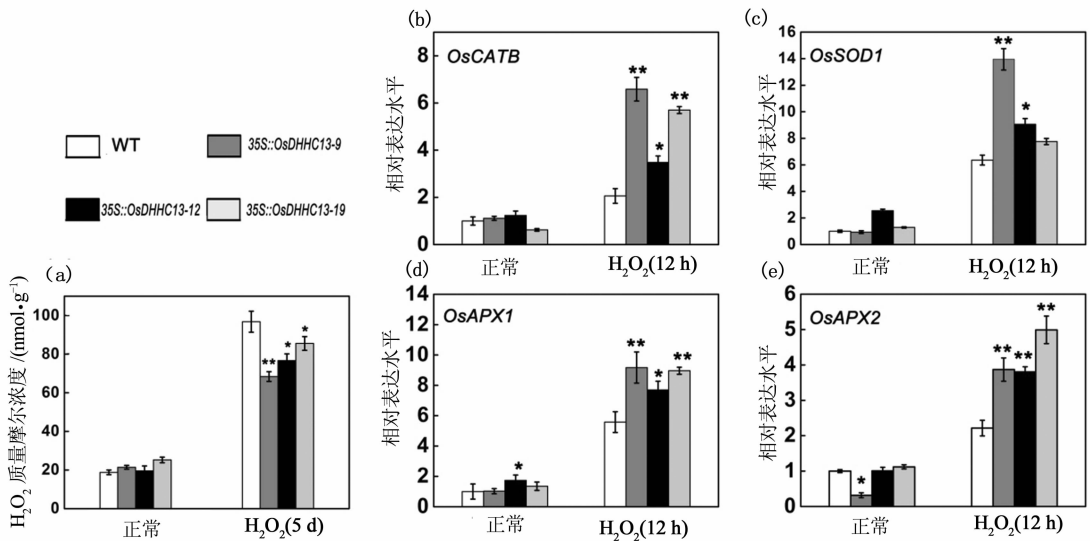 WT
35S::OsDHHC13-9
35S::OsDHHC13-12
35S::OsDHHC13-19
(a)
H₂O₂ 质量摩尔浓度 /(nmol•g⁻¹)
100
80
60
40
20
0
**
*
*
正常
H₂O₂(5 d)
(b)
OsCATB
相对表达水平
8
6
4
2
0
**
*
**
正常
H₂O₂(12 h)
(c)
OsSOD1
相对表达水平
16
14
12
10
8
6
4
2
0
**
*
正常
H₂O₂(12 h)
(d)
OsAPX1
相对表达水平
14
12
10
8
6
4
2
0
*
**
*
**
正常
H₂O₂(12 h)
(e)
OsAPX2
相对表达水平
6
5
4
3
2
1
0
*
**
**
**
正常
H₂O₂(12 h)